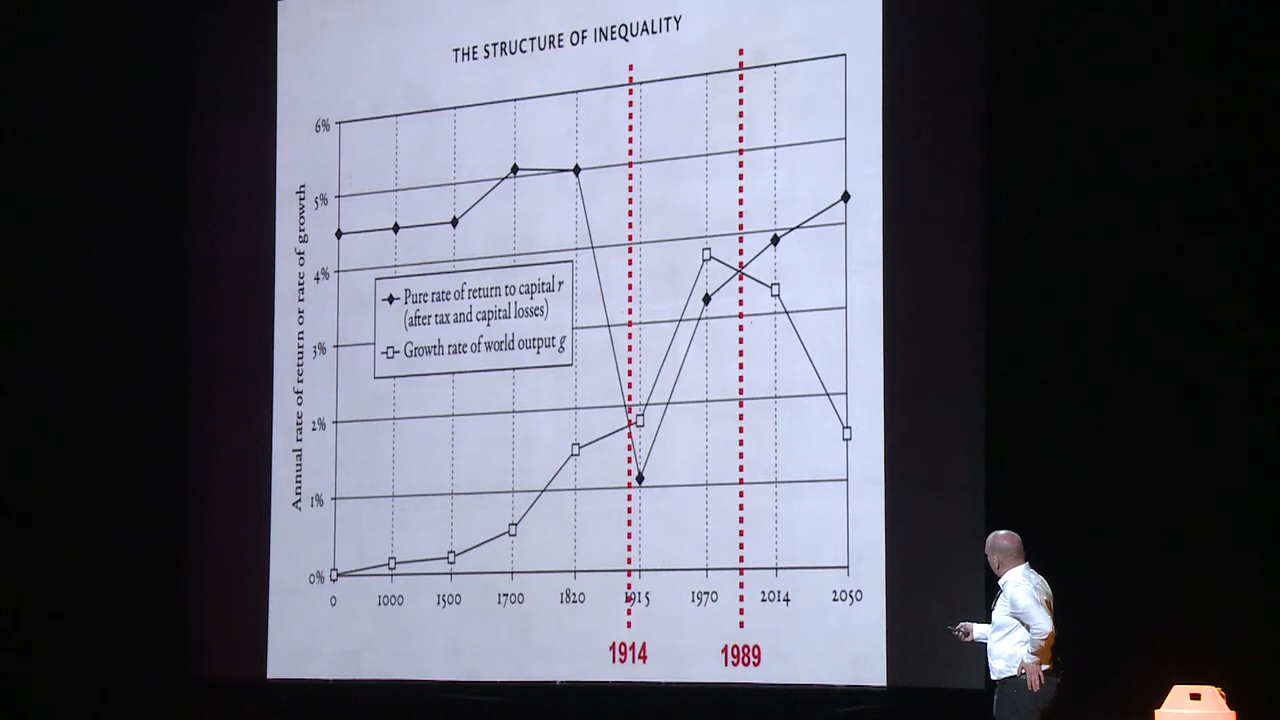 THE STRUCTURE OF INEQUALITY
Annual rate of return or rate of growth
6%
5%
4%
3%
2%
1%
0%
Pure rate of return to capital r
(after tax and capital losses)
Growth rate of world output g
0 1000 1500 1700 1820 1915 1970 2014 2050
1914 1989